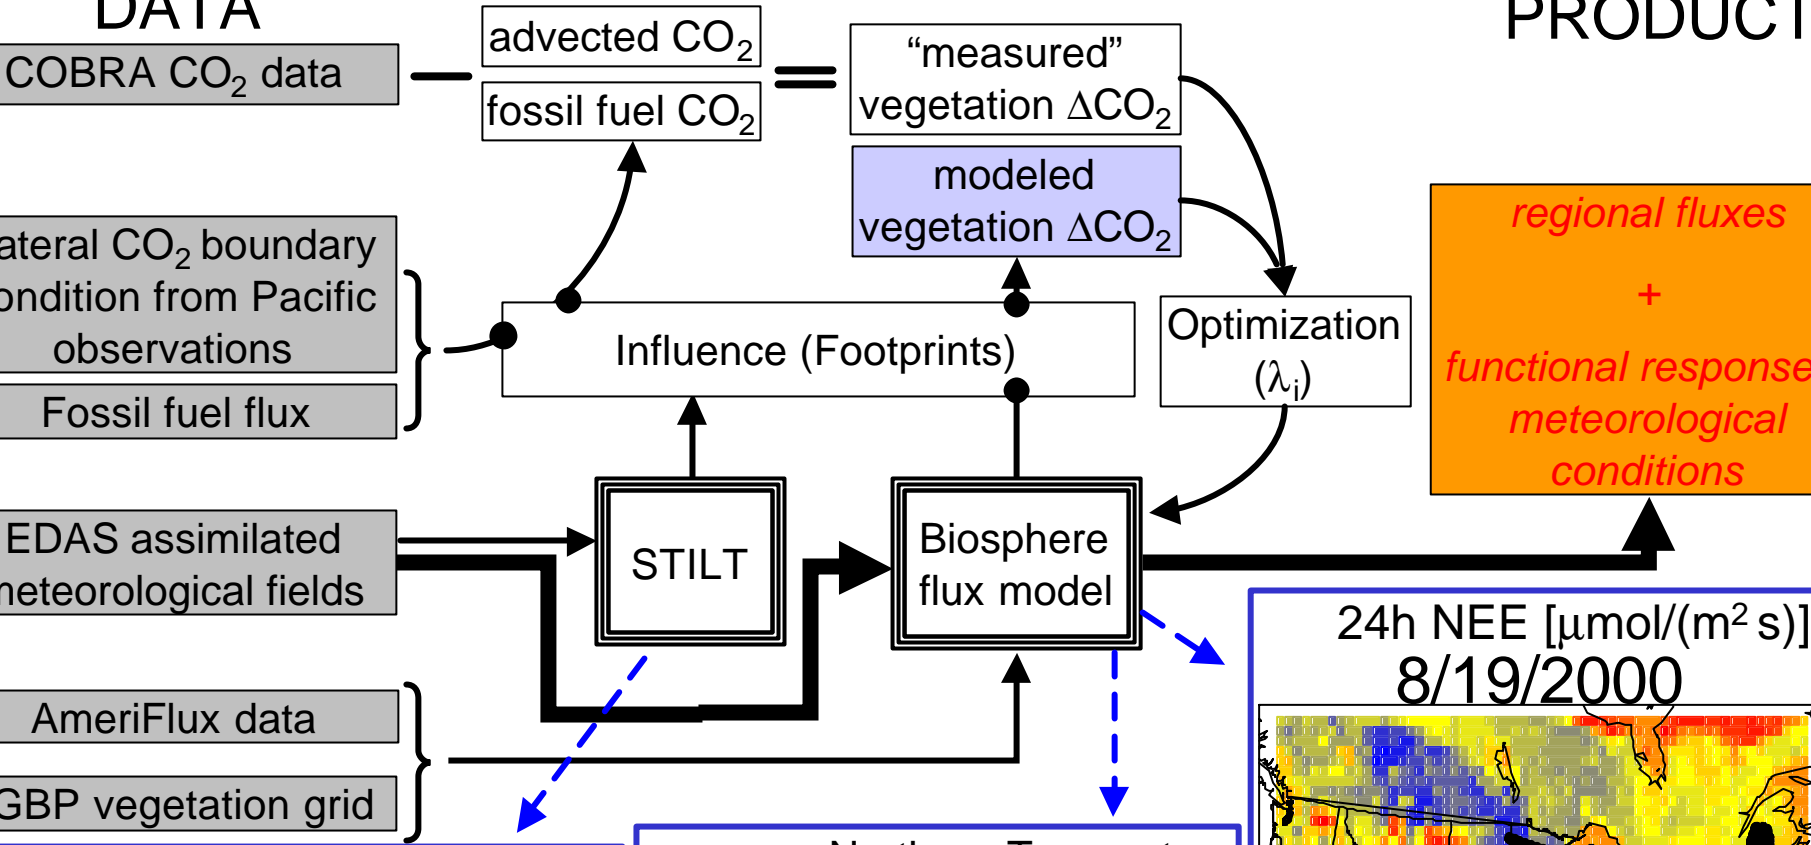 DATA
PRODUCT
COBRA CO2 data
advected CO2
fossil fuel CO2
“measured”
vegetation ΔCO2
modeled
vegetation ΔCO2
ateral CO2 boundary
ondition from Pacific
observations
Fossil fuel flux
Influence (Footprints)
Optimization
(λi)
regional fluxes
+
functional response
meteorological
conditions
EDAS assimilated
meteorological fields
STILT
Biosphere
flux model
AmeriFlux data
GBP vegetation grid
24h NEE [μmol/(m2 s)]
8/19/2000